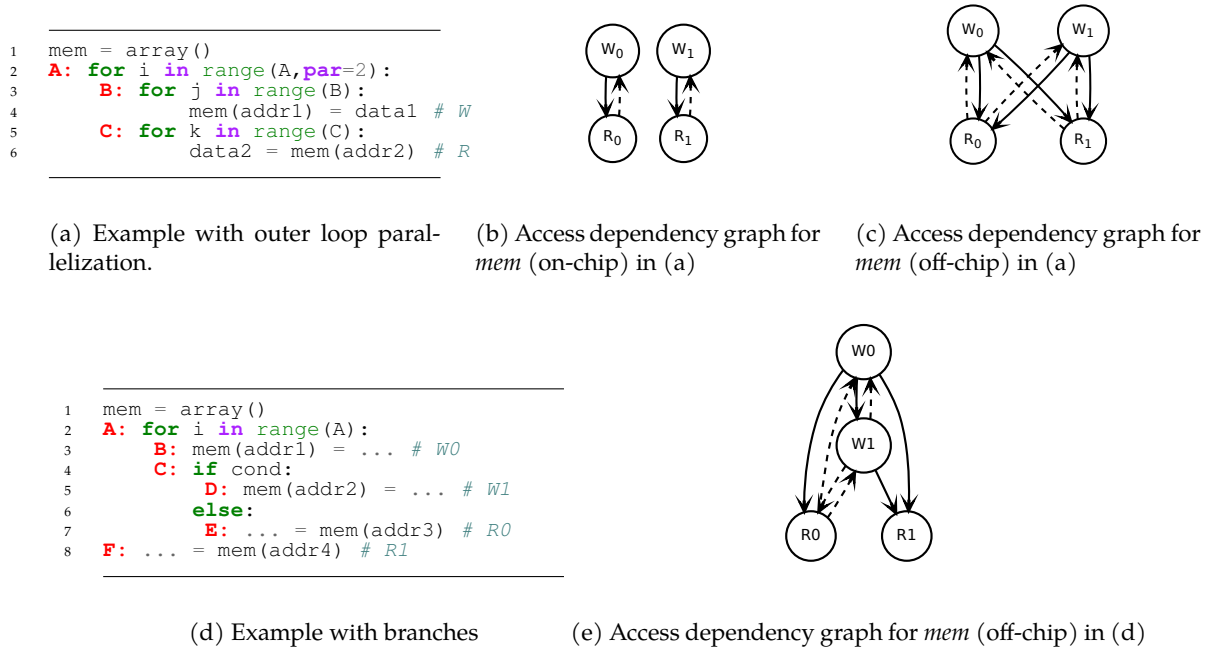 1 mem = array()
2 A: for i in range(A,par=2):
3 B: for j in range(B):
4 mem(addr1) = data1 # W
5 C: for k in range(C):
6 data2 = mem(addr2) # R
(a) Example with outer loop paral-
lelization.
W0 W1
R0 R1
(b) Access dependency graph for
mem (on-chip) in (a)
W0 W1
R0 R1
(c) Access dependency graph for
mem (off-chip) in (a)
1 mem = array()
2 A: for i in range(A):
3 B: mem(addr1) = ... # W0
4 C: if cond:
5 D: mem(addr2) = ... # W1
6 else:
7 E: ... = mem(addr3) # R0
8 F: ... = mem(addr4) # R1
(d) Example with branches
W0
W1
R0 R1
(e) Access dependency graph for mem (off-chip) in (d)